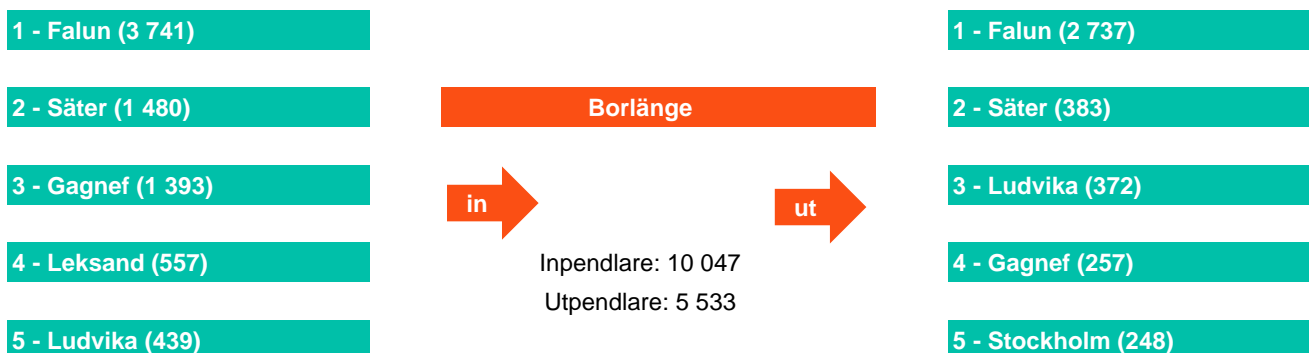 1 - Falun (3 741)
2 - Säter (1 480)
3 - Gagnef (1 393)
4 - Leksand (557)
5 - Ludvika (439)
Borlänge
in
ut
Inpendlare: 10 047
Utpendlare: 5 533
1 - Falun (2 737)
2 - Säter (383)
3 - Ludvika (372)
4 - Gagnef (257)
5 - Stockholm (248)